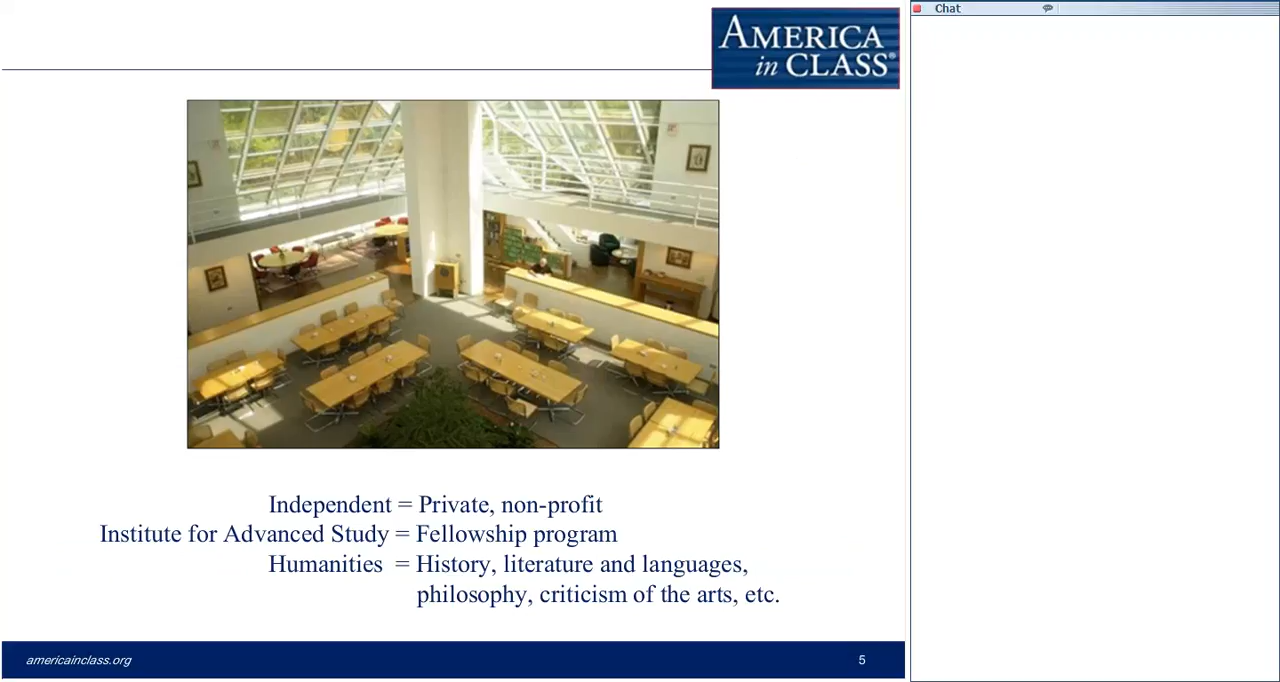 Chat
AMERICA
in CLASS®
Independent = Private, non-profit
Institute for Advanced Study = Fellowship program
Humanities = History, literature and languages,
philosophy, criticism of the arts, etc.
americainclass.org
5